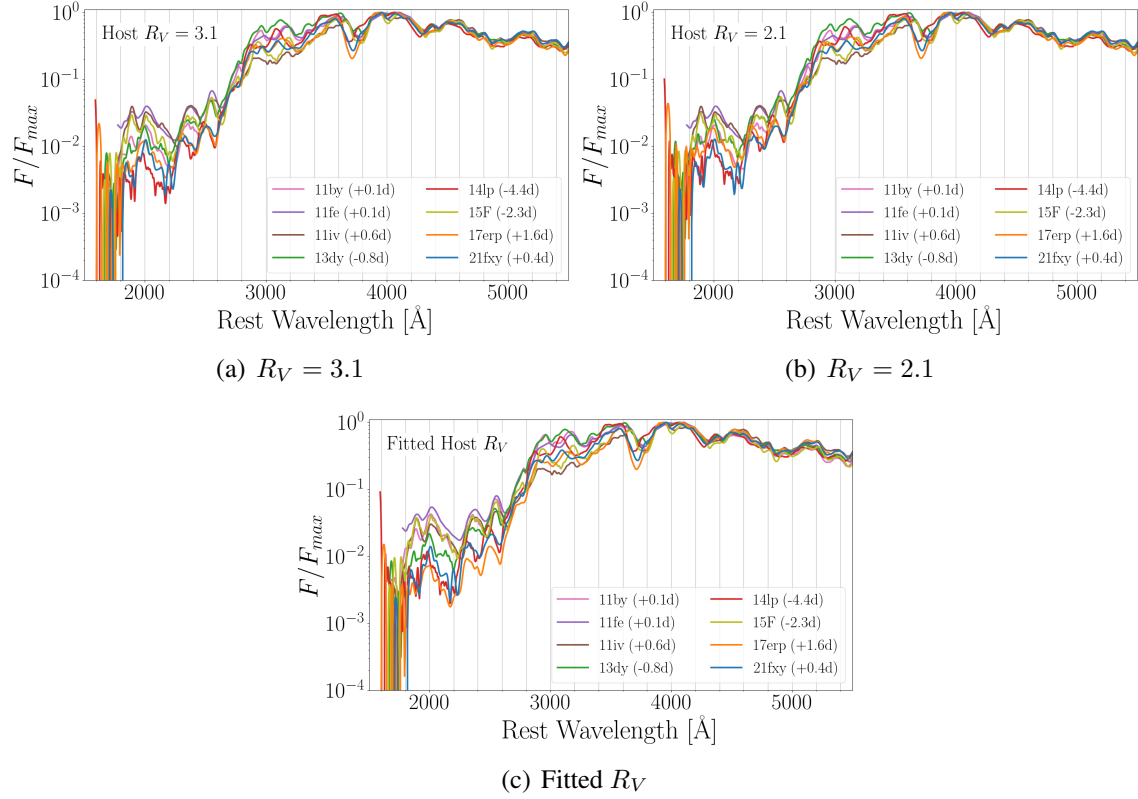 Host R_V = 3.1
F/F_{max}
10^0
10^{-1}
10^{-2}
10^{-3}
10^{-4}
11by (+0.1d)
11fe (+0.1d)
11iv (+0.6d)
13dy (-0.8d)
14lp (-4.4d)
15F (-2.3d)
17erp (+1.6d)
21fxy (+0.4d)
2000 3000 4000 5000
Rest Wavelength [Å]
(a) R_V = 3.1
Host R_V = 2.1
F/F_{max}
10^0
10^{-1}
10^{-2}
10^{-3}
10^{-4}
11by (+0.1d)
11fe (+0.1d)
11iv (+0.6d)
13dy (-0.8d)
14lp (-4.4d)
15F (-2.3d)
17erp (+1.6d)
21fxy (+0.4d)
2000 3000 4000 5000
Rest Wavelength [Å]
(b) R_V = 2.1
Fitted Host R_V
F/F_{max}
10^0
10^{-1}
10^{-2}
10^{-3}
10^{-4}
11by (+0.1d)
11fe (+0.1d)
11iv (+0.6d)
13dy (-0.8d)
14lp (-4.4d)
15F (-2.3d)
17erp (+1.6d)
21fxy (+0.4d)
2000 3000 4000 5000
Rest Wavelength [Å]
(c) Fitted R_V